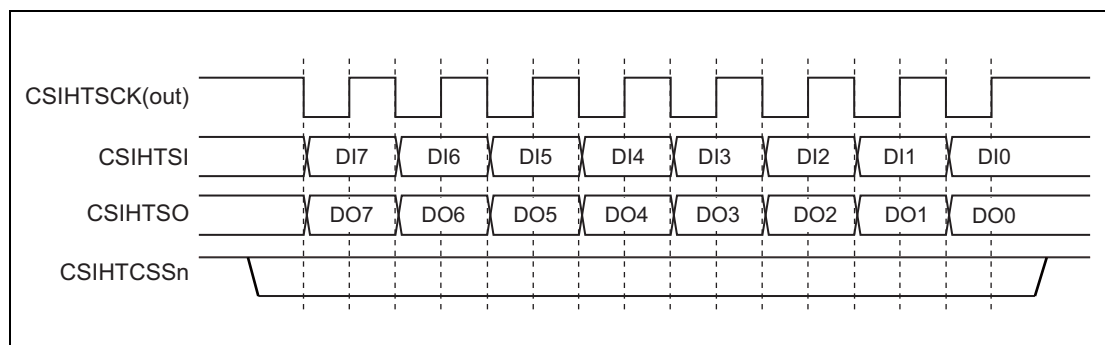 CSIHTSCK(out)
CSIHTSI DI7 DI6 DI5 DI4 DI3 DI2 DI1 DI0
CSIHTSO DO7 DO6 DO5 DO4 DO3 DO2 DO1 DO0
CSIHTCSSn